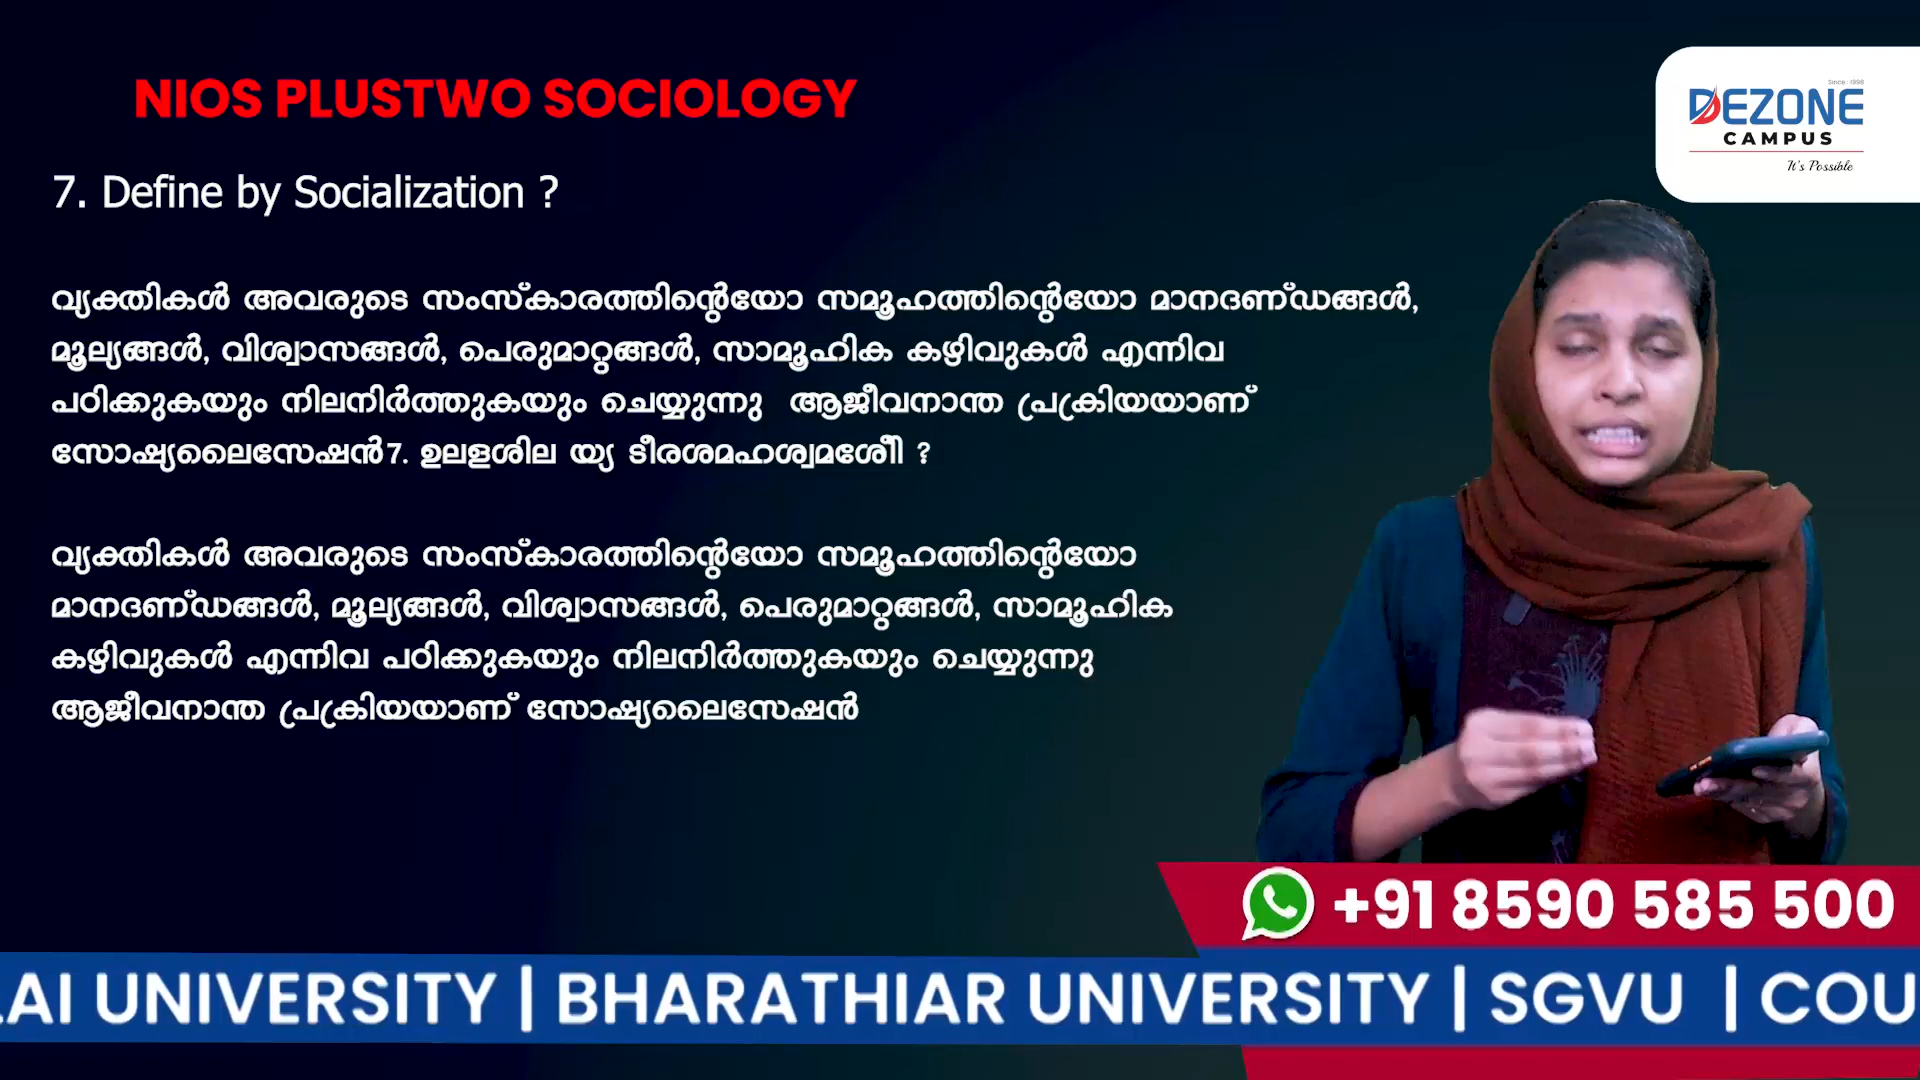 NIOS PLUSTWO SOCIOLOGY
Since : 1998
DEZONE
CAMPUS
It's Possible
7. Define by Socialization ?
വ്യക്തികൾ അവരുടെ സംസ്കാരത്തിന്റെയോ സമൂഹത്തിന്റെയോ മാനദണ്ഡങ്ങൾ,
മൂല്യങ്ങൾ, വിശ്വാസങ്ങൾ, പെരുമാറ്റങ്ങൾ, സാമൂഹിക കഴിവുകൾ എന്നിവ
പഠിക്കുകയും നിലനിർത്തുകയും ചെയ്യുന്നു ആജീവനാന്ത പ്രക്രിയയാണ്
സോഷ്യലൈസേഷൻ7. ഉലളശില യ്യ ടീരശമഹശ്വമശേീി ?
വ്യക്തികൾ അവരുടെ സംസ്കാരത്തിന്റെയോ സമൂഹത്തിന്റെയോ
മാനദണ്ഡങ്ങൾ, മൂല്യങ്ങൾ, വിശ്വാസങ്ങൾ, പെരുമാറ്റങ്ങൾ, സാമൂഹിക
കഴിവുകൾ എന്നിവ പഠിക്കുകയും നിലനിർത്തുകയും ചെയ്യുന്നു
ആജീവനാന്ത പ്രക്രിയയാണ് സോഷ്യലൈസേഷൻ
+91 8590 585 500
LAI UNIVERSITY | BHARATHIAR UNIVERSITY | SGVU | COU